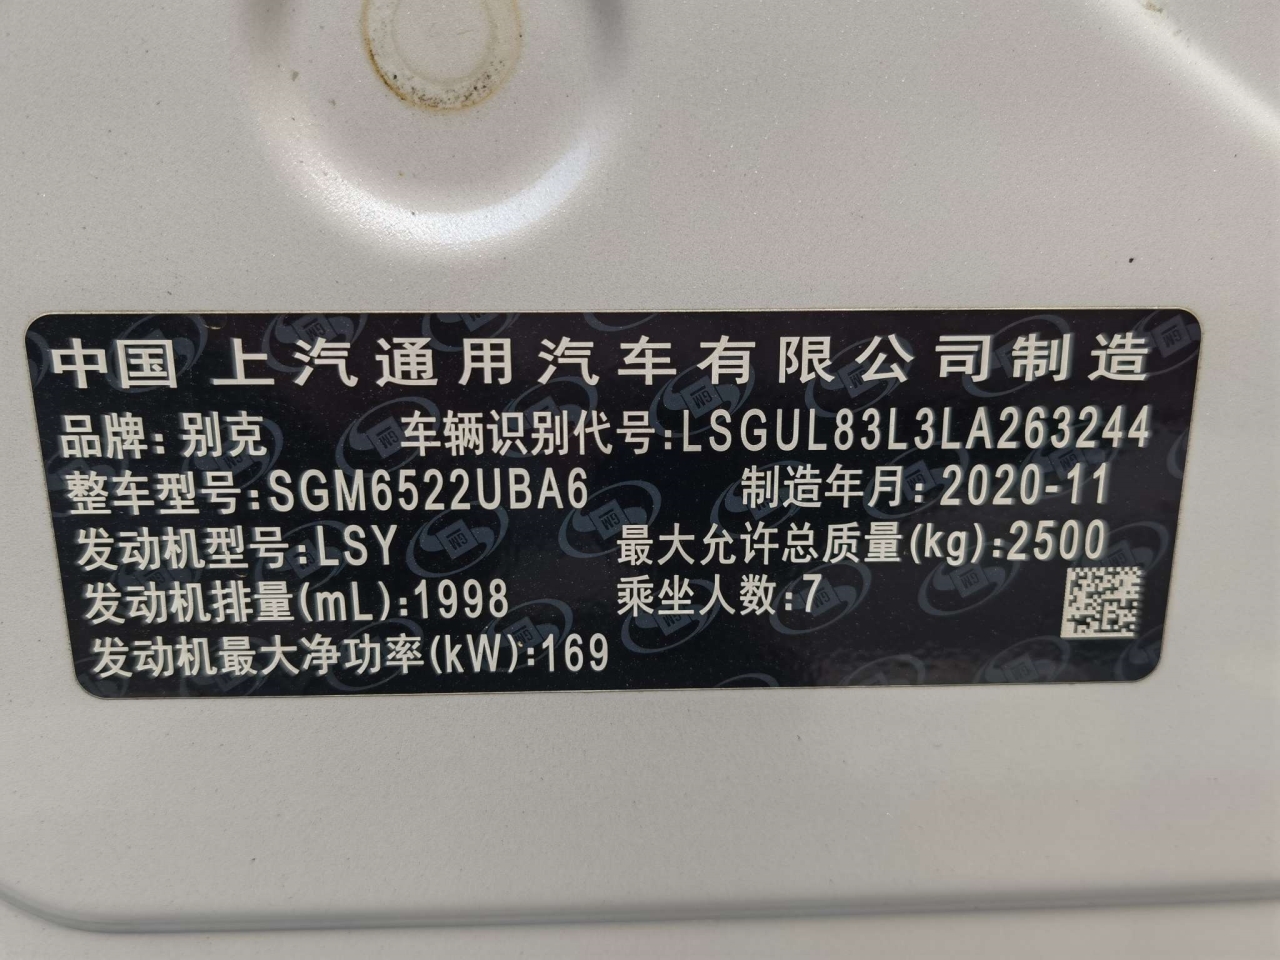 中国 上汽通用汽车有限公司制造
品牌:别克 车辆识别代号:LSGUL83L3LA263244
整车型号:SGM6522UBA6 制造年月:2020-11
发动机型号:LSY 最大允许总质量(kg):2500
发动机排量(mL):1998 乘坐人数:7
发动机最大净功率(kW):169